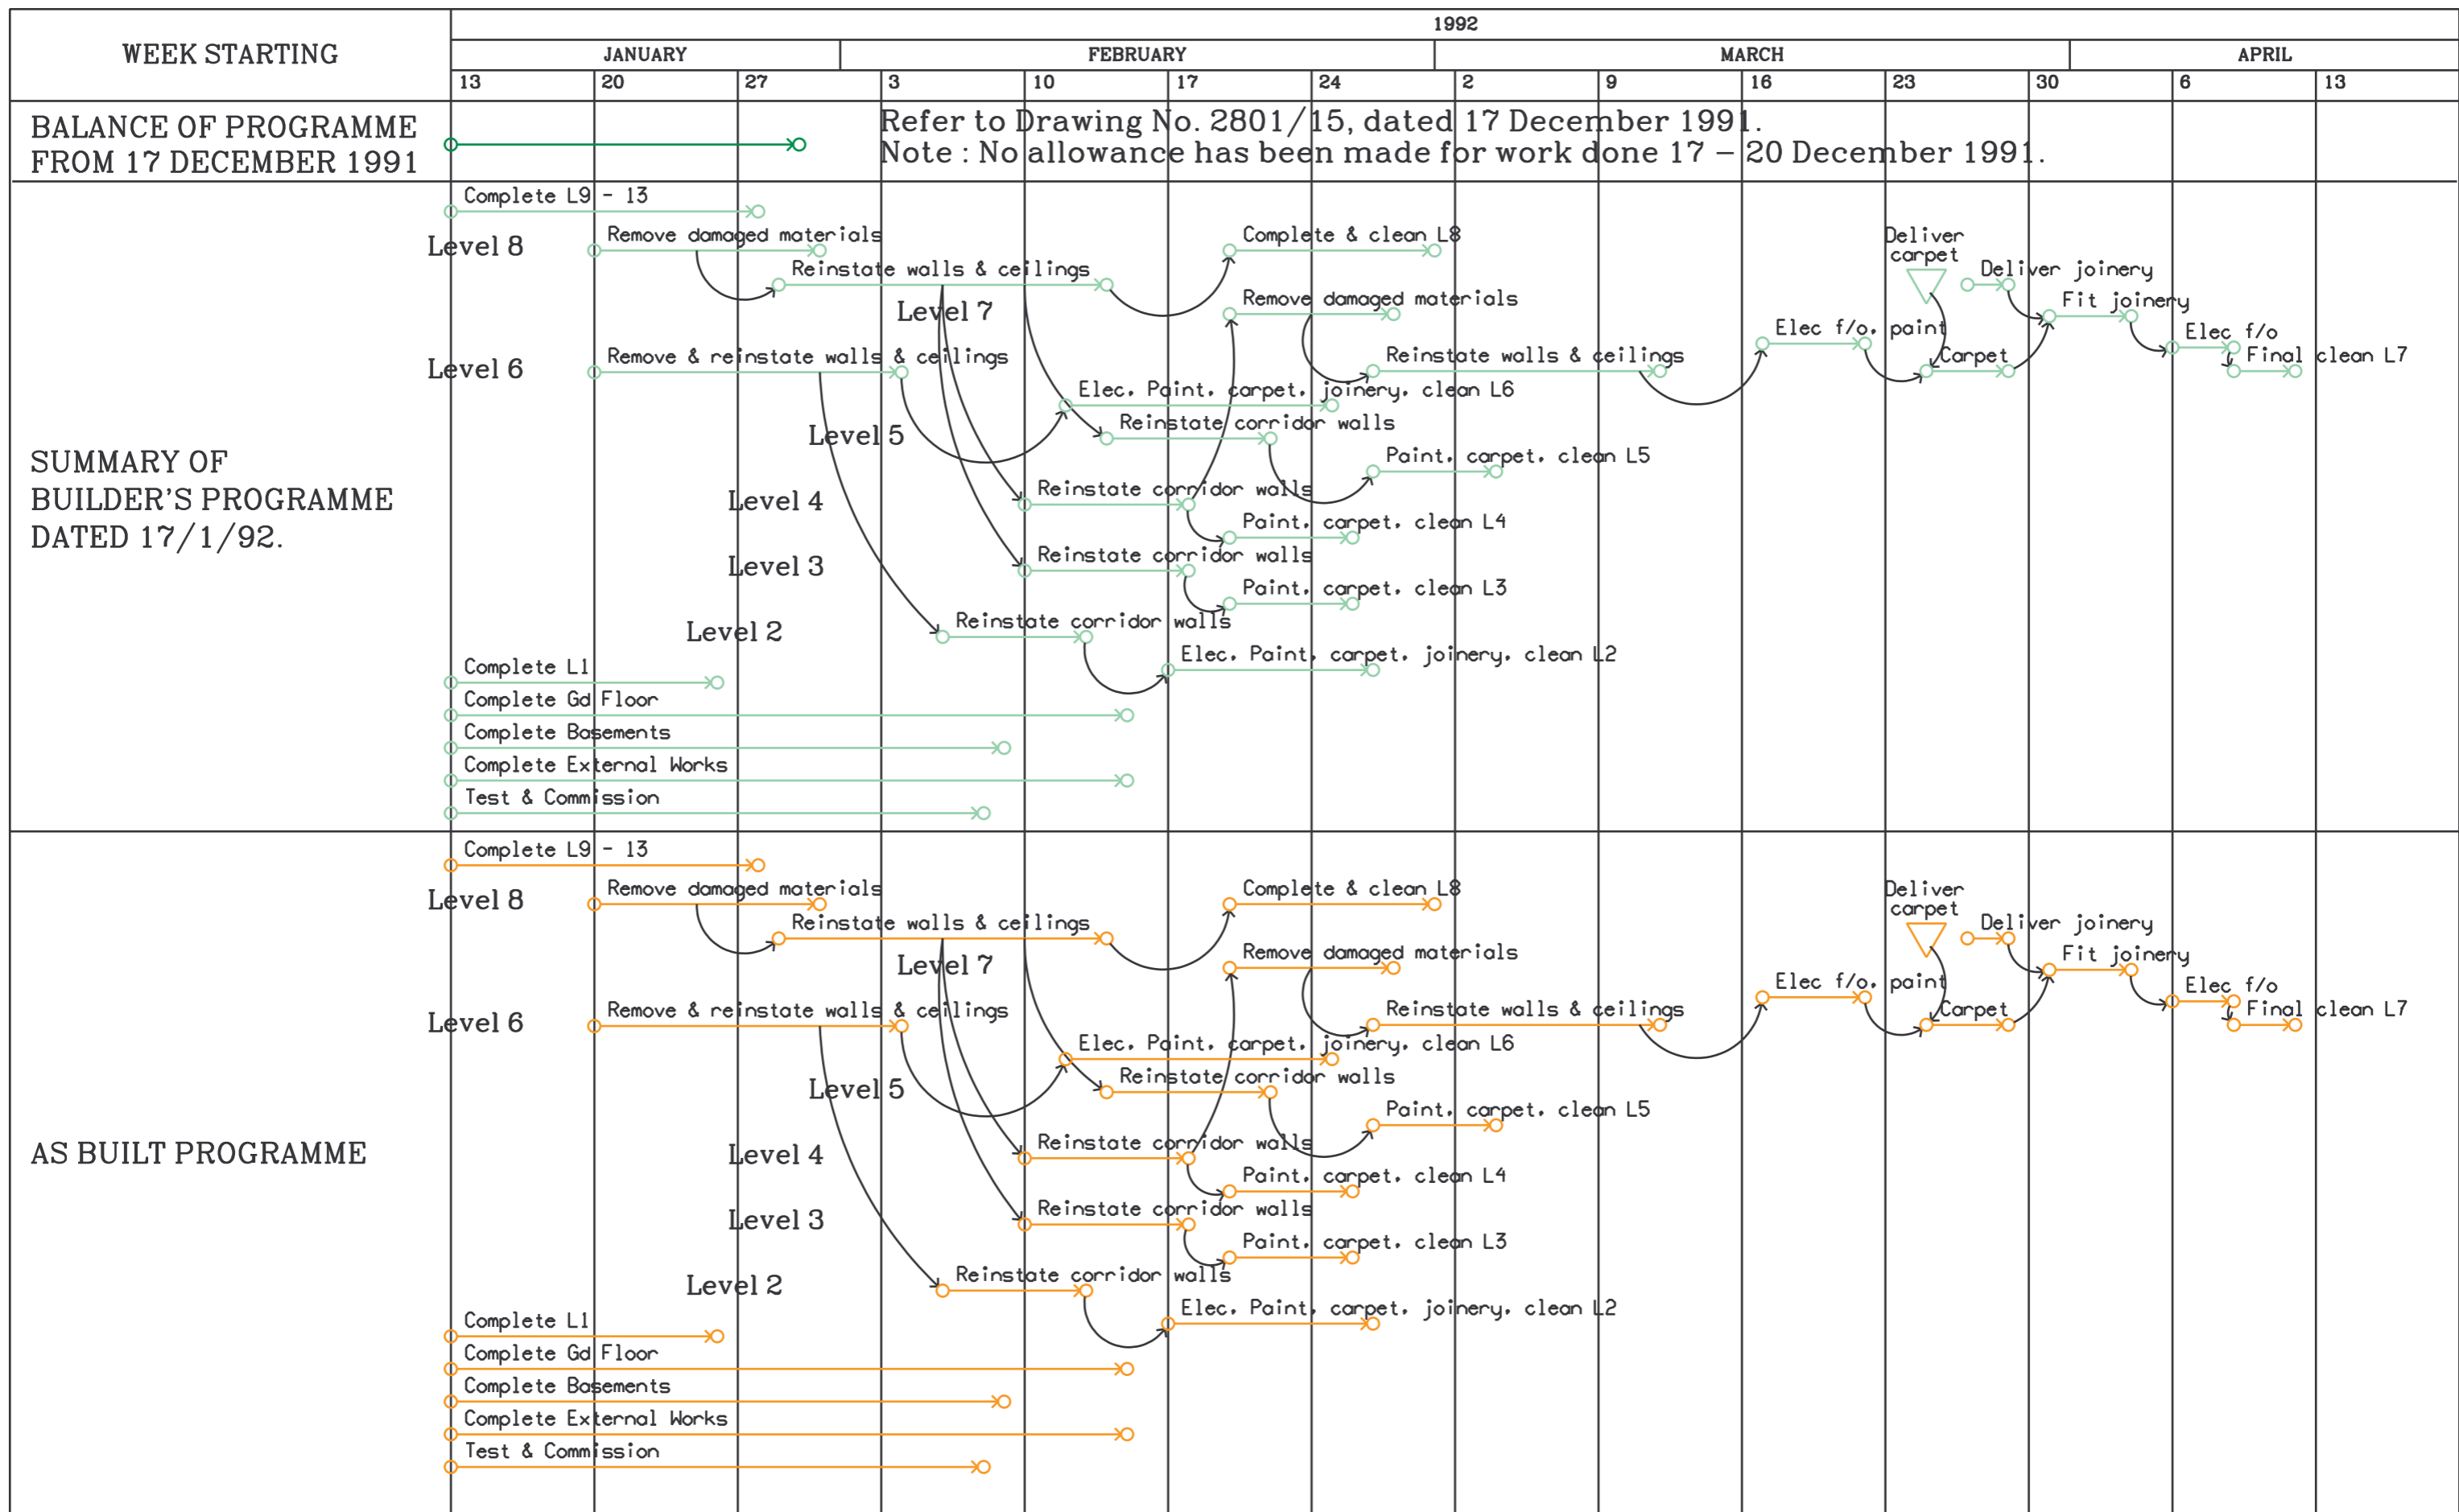 1992
WEEK STARTING
JANUARY FEBRUARY MARCH APRIL
13 20 27 3 10 17 24 2 9 16 23 30 6 13
BALANCE OF PROGRAMME
FROM 17 DECEMBER 1991
Refer to Drawing No. 2801/15, dated 17 December 1991.
Note : No allowance has been made for work done 17 – 20 December 1991.
SUMMARY OF
BUILDER'S PROGRAMME
DATED 17/1/92.
Complete L9 - 13
Level 8
Remove damaged materials
Complete & clean L8
Deliver
carpet
Reinstate walls & ceilings
Deliver joinery
Level 7
Remove damaged materials
Fit joinery
Elec f/o, paint
Elec f/o
Level 6
Remove & reinstate walls & ceilings
Reinstate walls & ceilings
Carpet
Final clean L7
Elec, Paint, carpet, joinery, clean L6
Level 5
Reinstate corridor walls
Paint, carpet, clean L5
Level 4
Reinstate corridor walls
Paint, carpet, clean L4
Level 3
Reinstate corridor walls
Paint, carpet, clean L3
Level 2
Reinstate corridor walls
Elec, Paint, carpet, joinery, clean L2
Complete L1
Complete Gd Floor
Complete Basements
Complete External Works
Test & Commission
AS BUILT PROGRAMME
Complete L9 - 13
Level 8
Remove damaged materials
Complete & clean L8
Deliver
carpet
Reinstate walls & ceilings
Deliver joinery
Level 7
Remove damaged materials
Fit joinery
Elec f/o, paint
Elec f/o
Level 6
Remove & reinstate walls & ceilings
Reinstate walls & ceilings
Carpet
Final clean L7
Elec, Paint, carpet, joinery, clean L6
Level 5
Reinstate corridor walls
Paint, carpet, clean L5
Level 4
Reinstate corridor walls
Paint, carpet, clean L4
Level 3
Reinstate corridor walls
Paint, carpet, clean L3
Level 2
Reinstate corridor walls
Elec, Paint, carpet, joinery, clean L2
Complete L1
Complete Gd Floor
Complete Basements
Complete External Works
Test & Commission